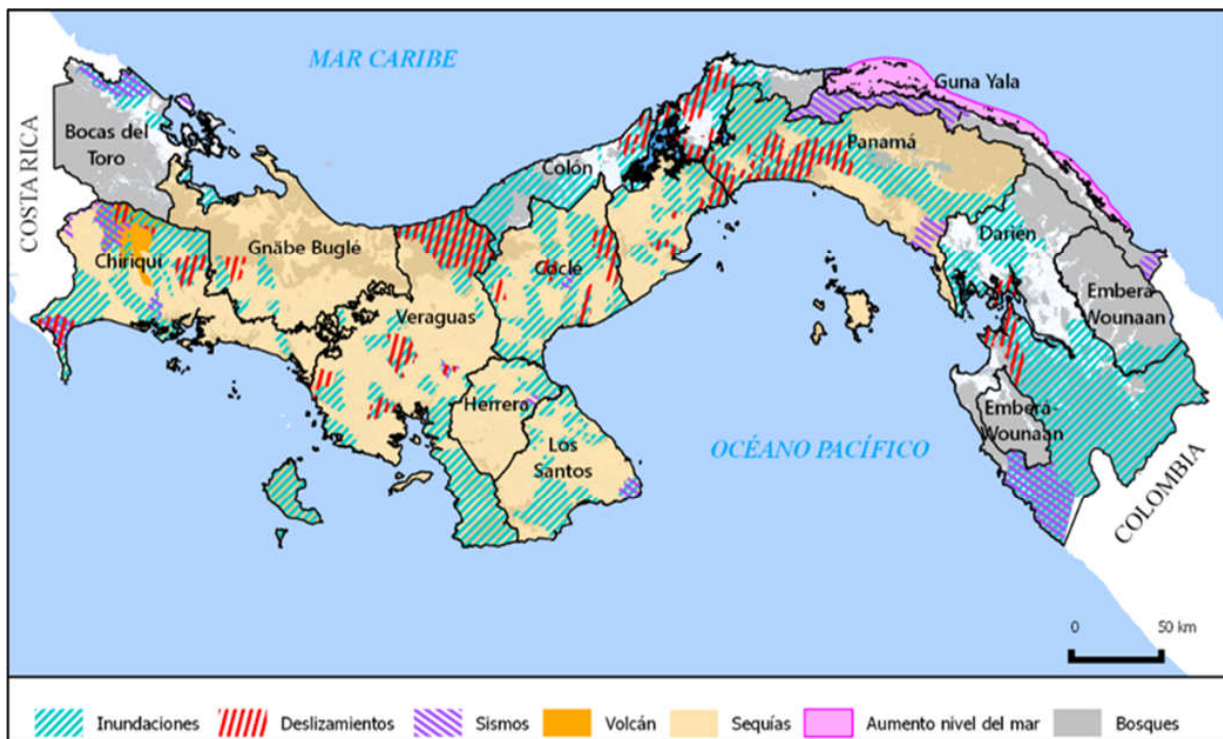 MAR CARIBE
Guna Yala
COSTA RICA
Bocas del
Toro
Colón
Panamá
Gnäbe Buglé
Chiriquí
Coclé
Darién
Veraguas
Emberá
Wounaan
Herrera
Los
Santos
Emberá-
Wounaan
OCÉANO PACÍFICO
COLOMBIA
0 50 km
Inundaciones Deslizamientos Sismos Volcán Sequías Aumento nivel del mar Bosques